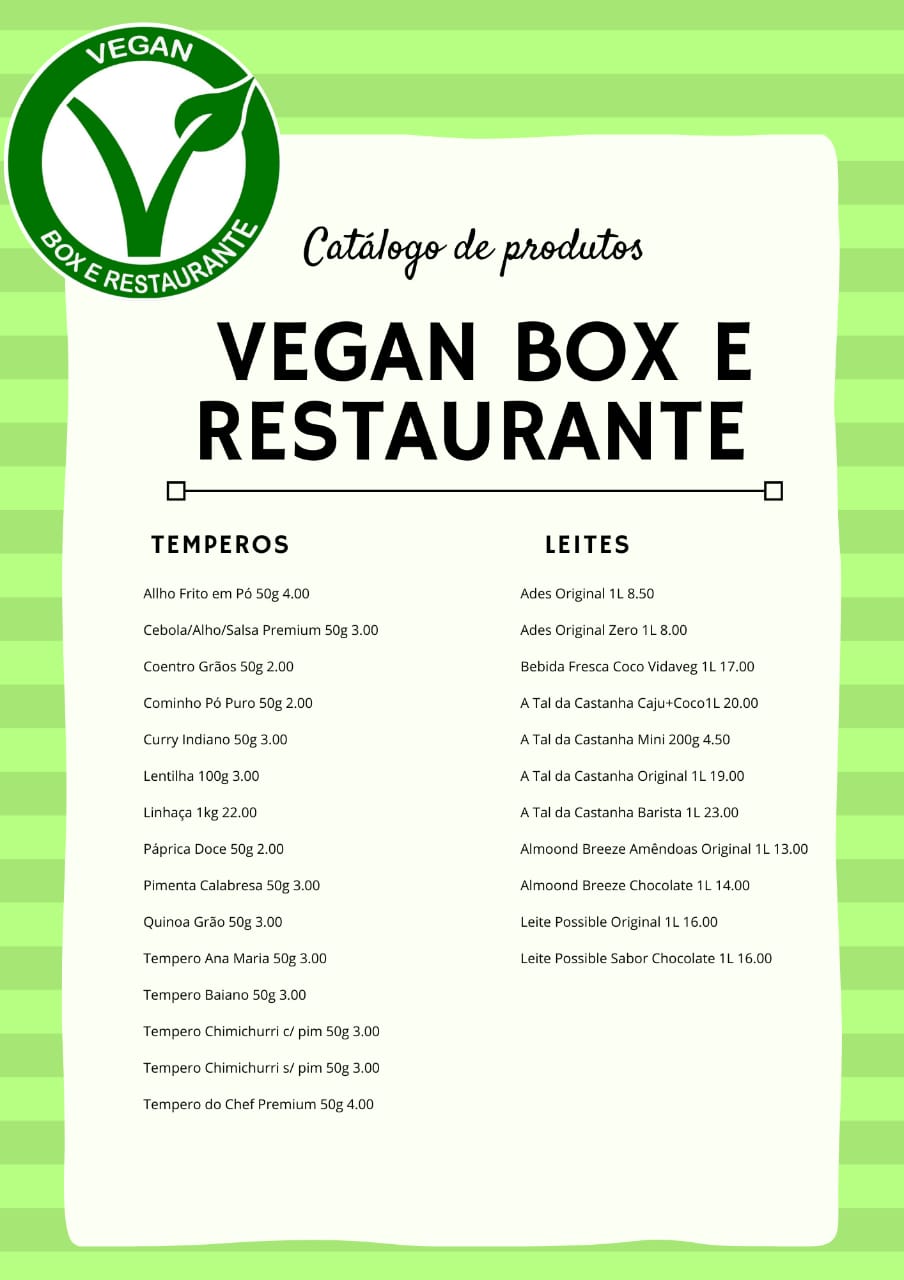 VEGAN
BOX E RESTAURANTE
Catálogo de produtos
VEGAN BOX E
RESTAURANTE
TEMPEROS
Allho Frito em Pó 50g 4.00
Cebola/Alho/Salsa Premium 50g 3.00
Coentro Grãos 50g 2.00
Cominho Pó Puro 50g 2.00
Curry Indiano 50g 3.00
Lentilha 100g 3.00
Linhaça 1kg 22.00
Páprica Doce 50g 2.00
Pimenta Calabresa 50g 3.00
Quinoa Grão 50g 3.00
Tempero Ana Maria 50g 3.00
Tempero Baiano 50g 3.00
Tempero Chimichurri c/ pim 50g 3.00
Tempero Chimichurri s/ pim 50g 3.00
Tempero do Chef Premium 50g 4.00
LEITES
Ades Original 1L 8.50
Ades Original Zero 1L 8.00
Bebida Fresca Coco Vidaveg 1L 17.00
A Tal da Castanha Caju+Coco1L 20.00
A Tal da Castanha Mini 200g 4.50
A Tal da Castanha Original 1L 19.00
A Tal da Castanha Barista 1L 23.00
Almoond Breeze Amêndoas Original 1L 13.00
Almoond Breeze Chocolate 1L 14.00
Leite Possible Original 1L 16.00
Leite Possible Sabor Chocolate 1L 16.00